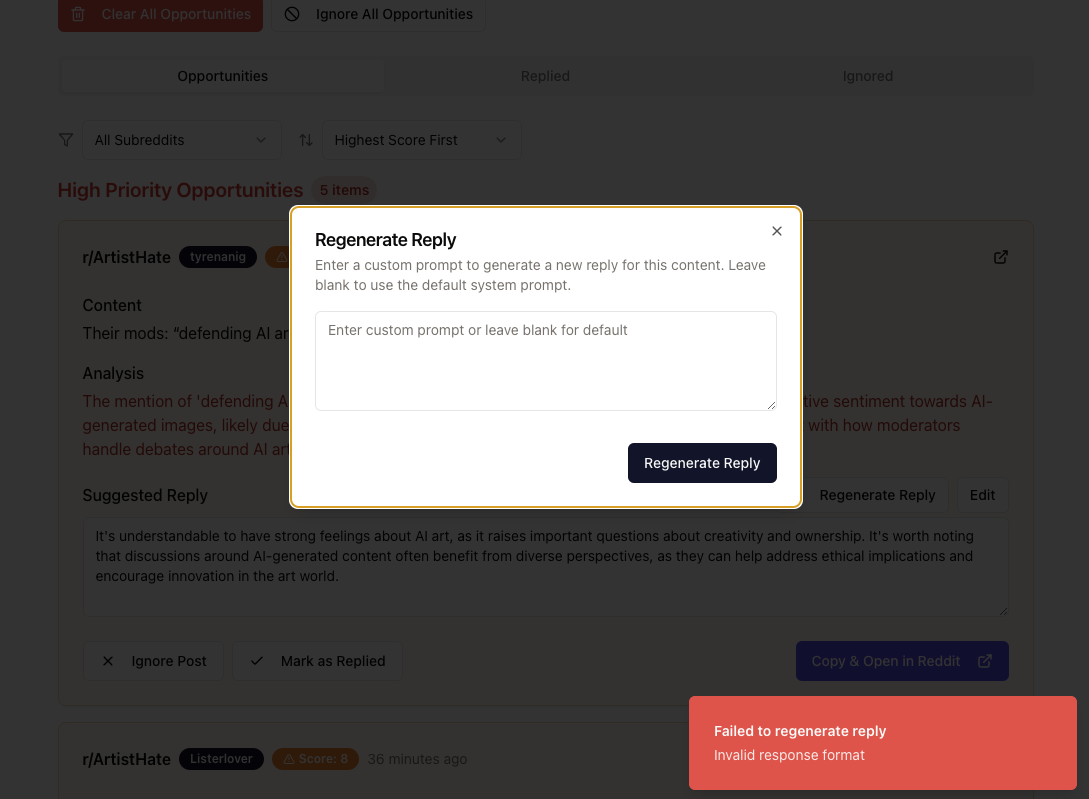 Clear All Opportunities
Ignore All Opportunities
Opportunities
Replied
Ignored
All Subreddits
Highest Score First
High Priority Opportunities
5 items
Regenerate Reply
Enter a custom prompt to generate a new reply for this content. Leave
blank to use the default system prompt.
Enter custom prompt or leave blank for default
Regenerate Reply
r/ArtistHate
tyrenanig
Content
Their mods: “defending AI ar
Analysis
The mention of 'defending A
tive sentiment towards AI-
generated images, likely due
with how moderators
handle debates around AI art
Suggested Reply
Regenerate Reply
Edit
It's understandable to have strong feelings about AI art, as it raises important questions about creativity and ownership. It's worth noting
that discussions around AI-generated content often benefit from diverse perspectives, as they can help address ethical implications and
encourage innovation in the art world.
Ignore Post
Mark as Replied
Copy & Open in Reddit
r/ArtistHate
Listerlover
Score: 8
36 minutes ago
Failed to regenerate reply
Invalid response format